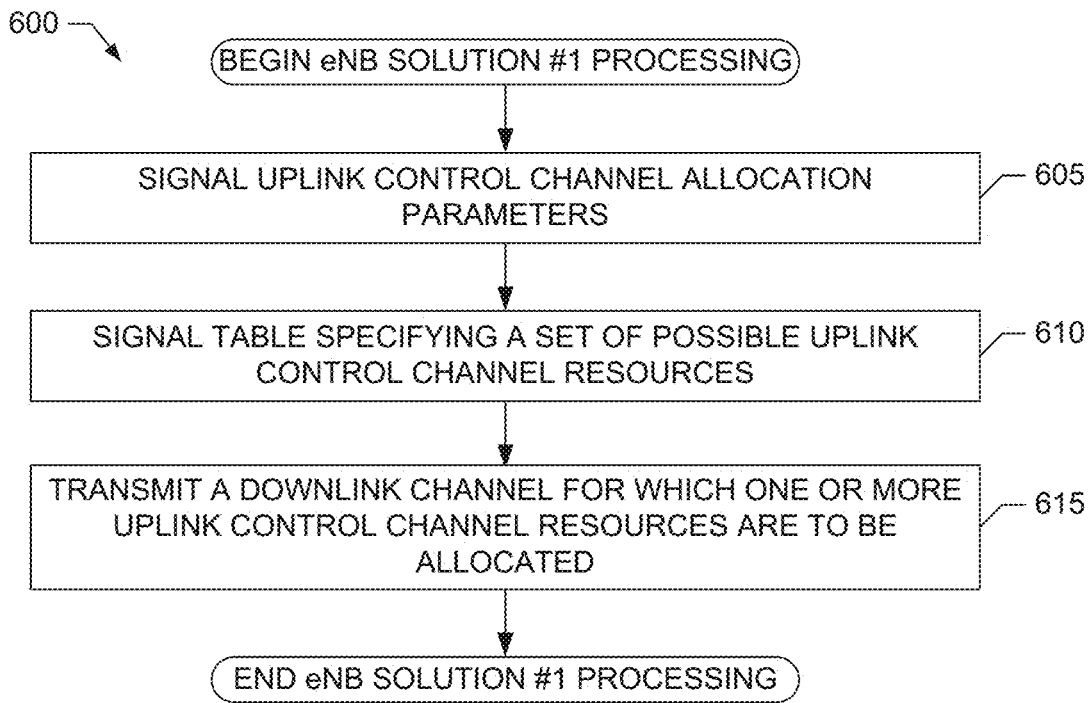 600
BEGIN eNB SOLUTION #1 PROCESSING
SIGNAL UPLINK CONTROL CHANNEL ALLOCATION
PARAMETERS
605
SIGNAL TABLE SPECIFYING A SET OF POSSIBLE UPLINK
CONTROL CHANNEL RESOURCES
610
TRANSMIT A DOWNLINK CHANNEL FOR WHICH ONE OR MORE
UPLINK CONTROL CHANNEL RESOURCES ARE TO BE
ALLOCATED
615
END eNB SOLUTION #1 PROCESSING